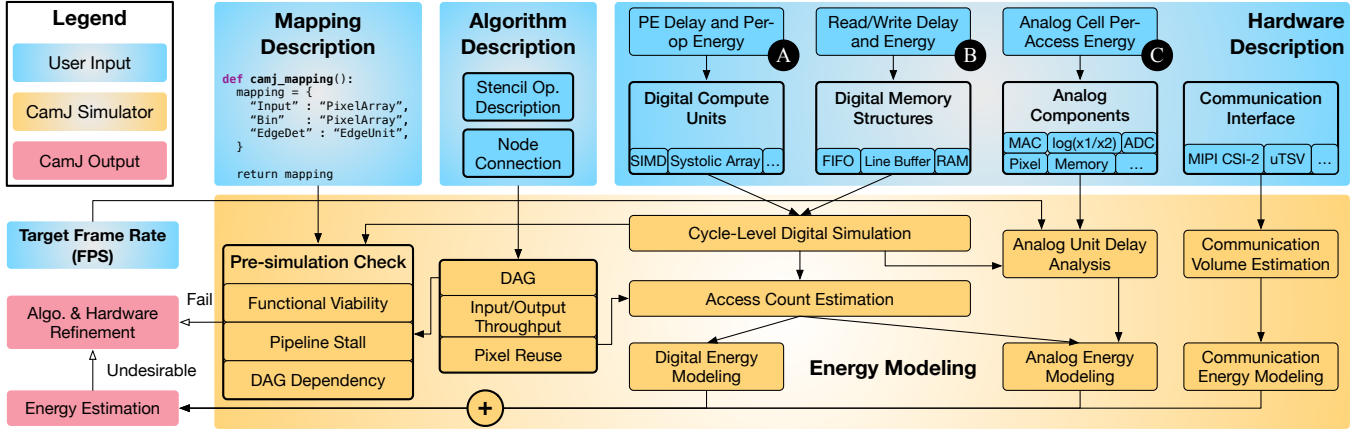 Legend
User Input
CamJ Simulator
CamJ Output
Mapping
Description
def camj_mapping():
mapping = {
“Input” : “PixelArray”,
“Bin” : “PixelArray”,
“EdgeDet” : “EdgeUnit”,
}
return mapping
Algorithm
Description
Stencil Op.
Description
Node
Connection
Hardware
Description
PE Delay and Per-
op Energy
A
Read/Write Delay
and Energy
B
Analog Cell Per-
Access Energy
C
Digital Compute
Units
SIMD
Systolic Array
...
Digital Memory
Structures
FIFO
Line Buffer
RAM
Analog
Components
MAC
log(x1/x2)
ADC
Pixel
Memory
...
Communication
Interface
MIPI CSI-2
uTSV
...
Target Frame Rate
(FPS)
Pre-simulation Check
Functional Viability
Pipeline Stall
DAG Dependency
DAG
Input/Output
Throughput
Pixel Reuse
Cycle-Level Digital Simulation
Access Count Estimation
Analog Unit Delay
Analysis
Communication
Volume Estimation
Digital Energy
Modeling
Energy Modeling
Analog Energy
Modeling
Communication
Energy Modeling
Fail
Algo. & Hardware
Refinement
Undesirable
Energy Estimation
+